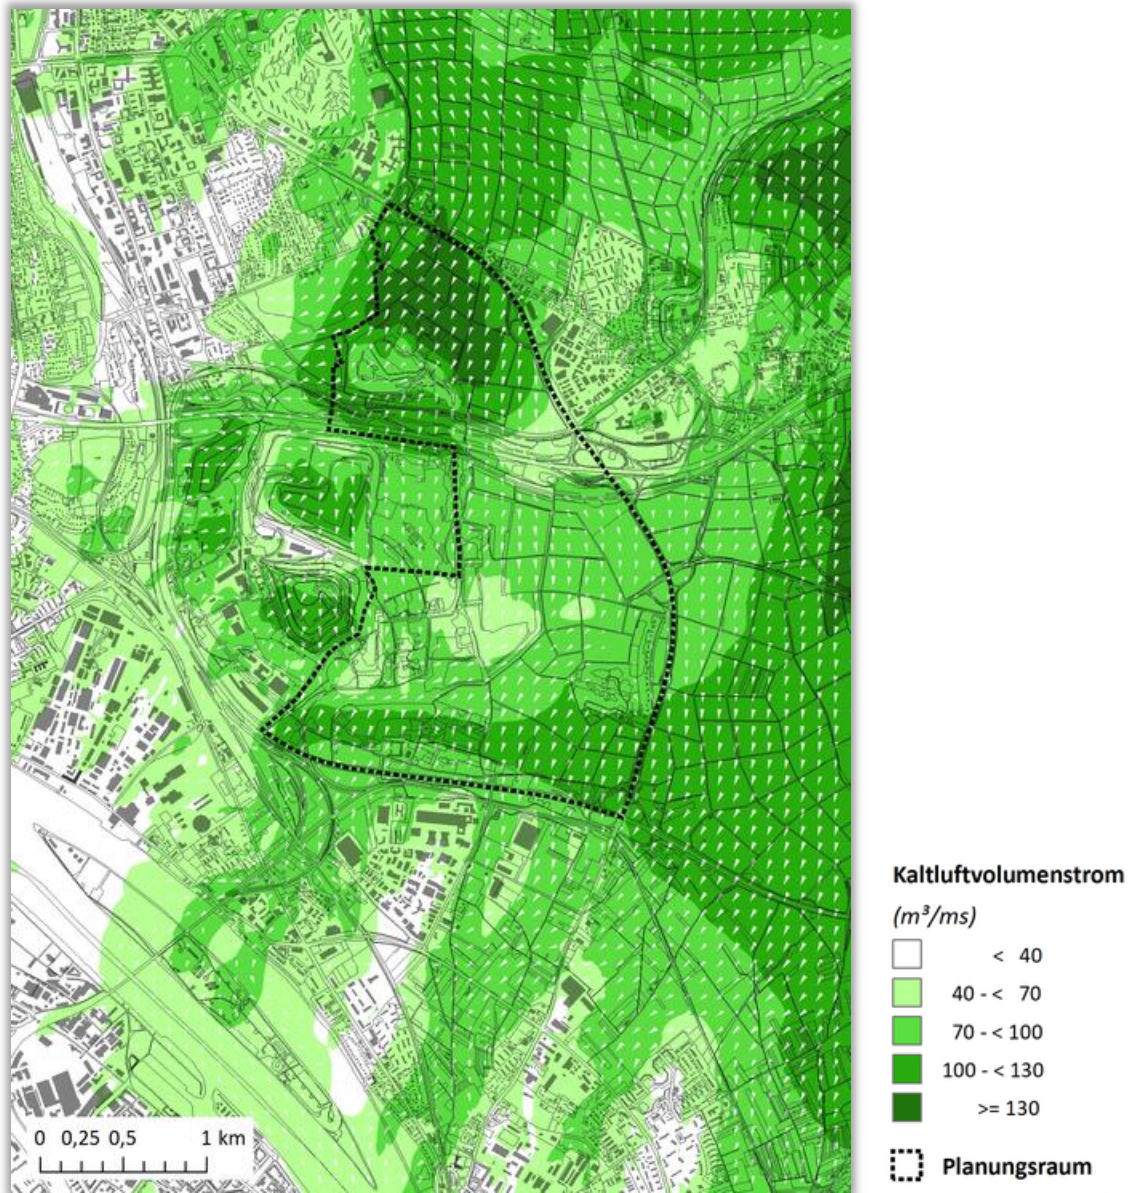 Kaltluftvolumenstrom
(m³/ms)
< 40
40 - < 70
70 - < 100
100 - < 130
>= 130
Planungsraum
0 0,25 0,5 1 km